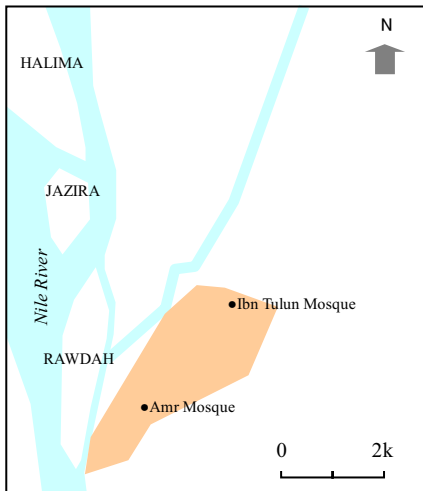 N
HALIMA
JAZIRA
Nile River
Ibn Tulun Mosque
RAWDAH
Amr Mosque
0 2k